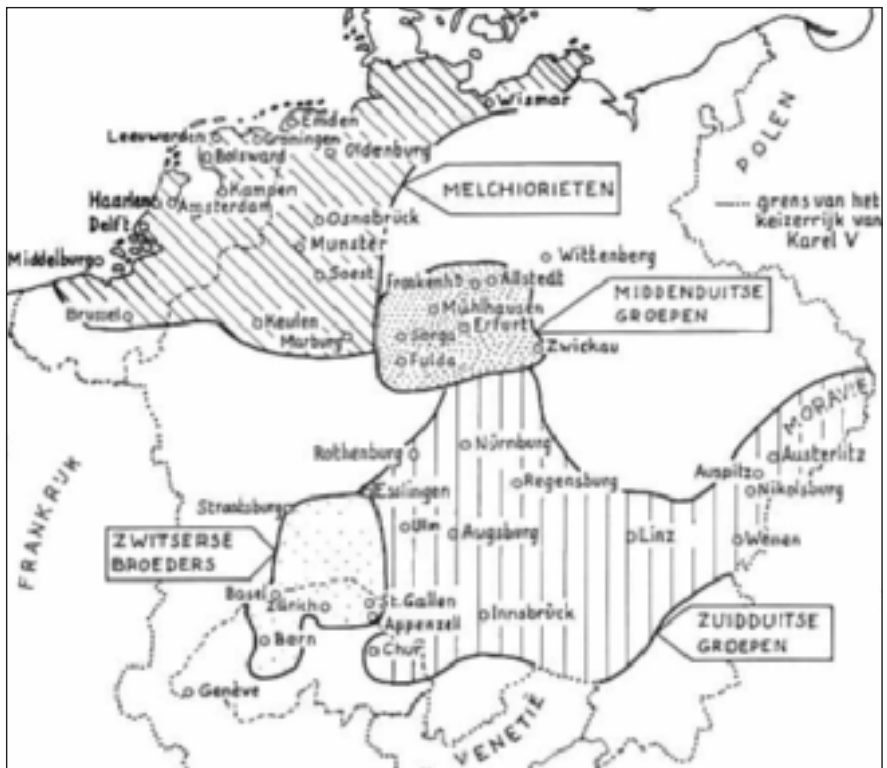 Wismar
Emden
Leeuwarden
Groningen
Bolsward
Oldenburg
POLEN
MELCHIORIETEN
Kampen
Haarlem
Amsterdam
grens van het
keizerrijk van
Karel V
Delft
Osnabrück
Munster
Middelburg
Soest
Wittenberg
Frankenh.
Allstedt
Mühlhausen
MIDDENDUITSE
GROEPEN
Brussel
Keulen
Erfurt
Marburg
Sorga
Zwickau
Fulda
MORAVIE
Nürnburg
Rothenburg
Austerlitz
Auspitz
Regensburg
Nikolsburg
Esslingen
Straatsburg
FRANKRIJK
Ulm
Augsburg
Linz
Wenen
ZWITSERSE
BROEDERS
Basel
Zürich
St. Gallen
Appenzell
Innsbrück
ZUIDDUITSE
GROEPEN
Bern
Chur
Genève
VENETIË